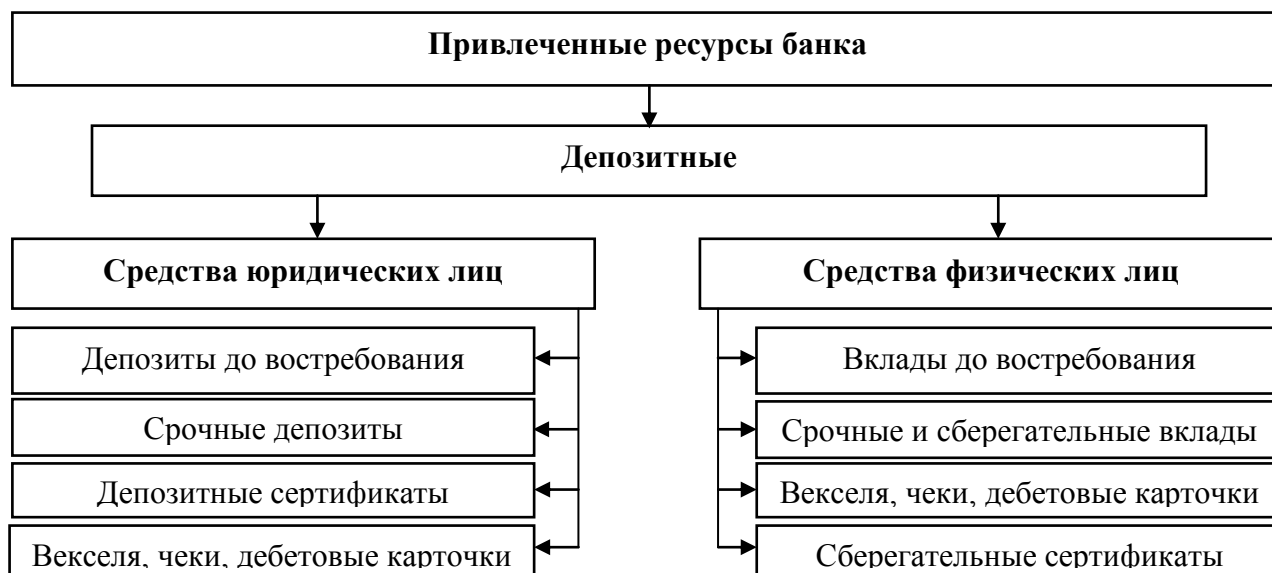 Привлеченные ресурсы банка
Депозитные
Средства юридических лиц
Депозиты до востребования
Срочные депозиты
Депозитные сертификаты
Векселя, чеки, дебетовые карточки
Средства физических лиц
Вклады до востребования
Срочные и сберегательные вклады
Векселя, чеки, дебетовые карточки
Сберегательные сертификаты